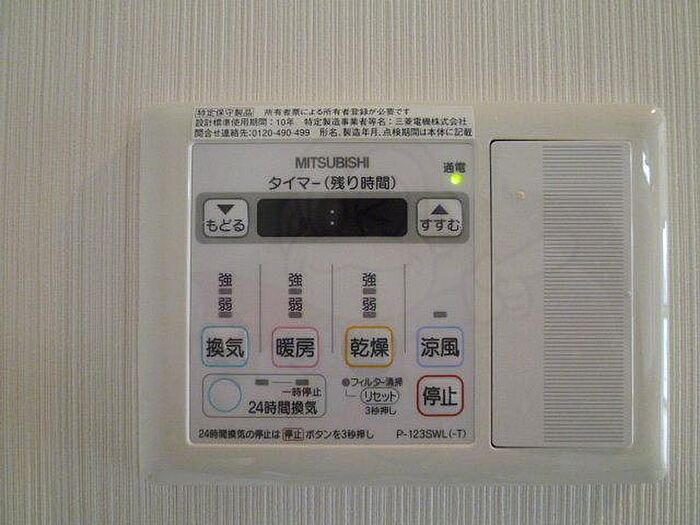 特定保守製品 所有者票による所有者登録が必要です
設計標準使用期間：10年 特定製造事業者等名：三菱電機株式会社
問合せ連絡先：0120-490-499 形名、製造年月、点検期間は本体に記載
MITSUBISHI
通電
タイマー(残り時間)
▼ もどる
:
▲ すすむ
強 強 強
弱 弱 弱
換気 暖房 乾燥 涼風
一時停止
24時間換気
フィルター清掃
リセット
3秒押し
停止
24時間換気の停止は 停止 ボタンを3秒押し P-123SWL(-T)